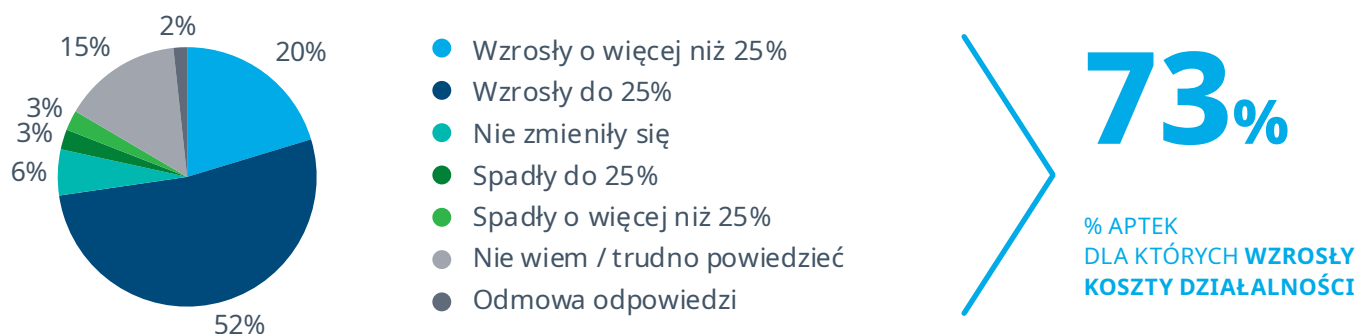 2%
15%
20%
3%
3%
6%
52%
Wzrosły o więcej niż 25%
Wzrosły do 25%
Nie zmieniły się
Spadły do 25%
Spadły o więcej niż 25%
Nie wiem / trudno powiedzieć
Odmowa odpowiedzi
73%
% APTEK
DLA KTÓRYCH WZROSŁY
KOSZTY DZIAŁALNOŚCI